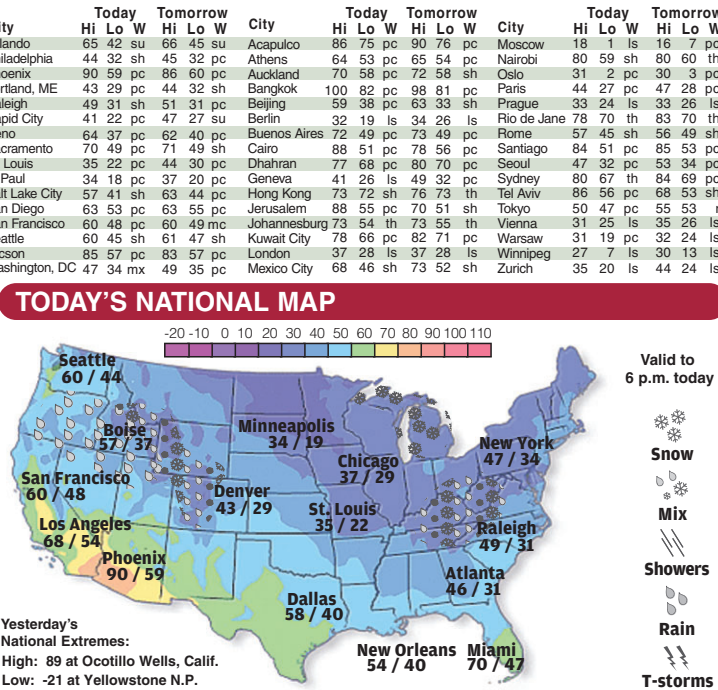 Today Tomorrow Today Tomorrow Today Tomorrow
ity Hi Lo W Hi Lo W City Hi Lo W Hi Lo W City Hi Lo W Hi Lo W
lando 65 42 su 66 45 su Acapulco 86 75 pc 90 76 pc Moscow 18 1 ls 16 7 pc
iladelphia 44 32 sh 45 32 pc Athens 64 53 pc 65 54 pc Nairobi 80 59 sh 80 60 th
oenix 90 59 pc 86 60 pc Auckland 70 58 pc 72 58 sh Oslo 31 2 pc 30 3 pc
rtland, ME 43 29 pc 44 32 sh Bangkok 100 82 pc 98 81 pc Paris 44 27 pc 47 28 pc
leigh 49 31 sh 51 31 pc Beijing 59 38 pc 63 33 sh Prague 33 24 ls 33 26 ls
pid City 41 22 pc 47 27 su Berlin 32 19 ls 34 26 ls Rio de Jane 78 70 th 83 70 th
eno 64 37 pc 62 40 pc Buenos Aires 72 49 pc 73 49 pc Rome 57 45 sh 56 49 sh
cramento 70 49 pc 71 49 sh Cairo 88 51 pc 78 56 pc Santiago 84 51 pc 85 53 pc
Louis 35 22 pc 44 30 pc Dhahran 77 68 pc 80 70 pc Seoul 47 32 pc 53 34 pc
Paul 34 18 pc 37 20 pc Geneva 41 26 ls 49 32 pc Sydney 80 67 th 84 69 pc
lt Lake City 57 41 sh 63 44 pc Hong Kong 73 72 sh 76 73 th Tel Aviv 86 56 pc 68 53 sh
n Diego 63 53 pc 63 55 pc Jerusalem 88 55 pc 70 51 sh Tokyo 50 47 pc 55 53
n Francisco 60 48 pc 60 49 mc Johannesburg 73 54 th 73 55 th Vienna 31 25 ls 35 26 ls
attle 60 45 sh 61 47 sh Kuwait City 78 66 pc 82 71 pc Warsaw 31 19 pc 32 24 ls
cson 85 57 pc 83 57 pc London 37 28 ls 37 28 ls Winnipeg 27 7 ls 30 13 ls
ashington, DC 47 34 mx 49 35 pc Mexico City 68 46 sh 73 52 sh Zurich 35 20 ls 44 24 ls
TODAY'S NATIONAL MAP
-20 -10 0 10 20 30 40 50 60 70 80 90 100 110
Valid to
6 p.m. today
Seattle
60 / 44
Boise
57 / 37
Minneapolis
34 / 19
Chicago
37 / 29
New York
47 / 34
San Francisco
60 / 48
Denver
43 / 29
St. Louis
35 / 22
Los Angeles
68 / 54
Raleigh
49 / 31
Phoenix
90 / 59
Atlanta
46 / 31
Dallas
58 / 40
New Orleans
54 / 40
Miami
70 / 47
Snow
Mix
Showers
Rain
T-storms
Yesterday's
National Extremes:
High: 89 at Ocotillo Wells, Calif.
Low: -21 at Yellowstone N.P.